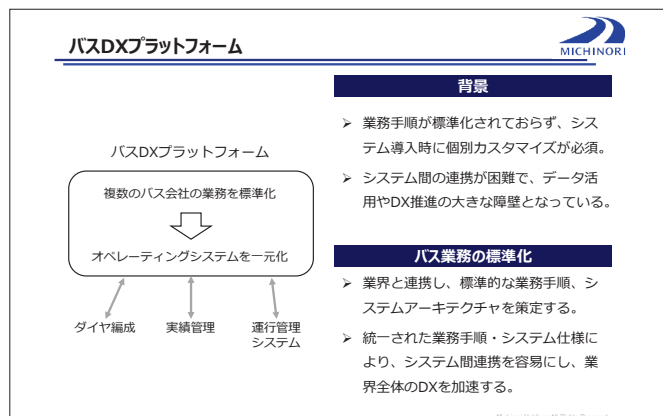 バスDXプラットフォーム
MICHINORI
バスDXプラットフォーム
複数のバス会社の業務を標準化
オペレーティングシステムを一元化
ダイヤ編成
実績管理
運行管理
システム
背景
➢ 業務手順が標準化されておらず、シス
テム導入時に個別カスタマイズが必須。
➢ システム間の連携が困難で、データ活
用やDX推進の大きな障壁となっている。
バス業務の標準化
➢ 業界と連携し、標準的な業務手順、シ
ステムアーキテクチャを策定する。
➢ 統一された業務手順・システム仕様に
より、システム間連携を容易にし、業
界全体のDXを加速する。